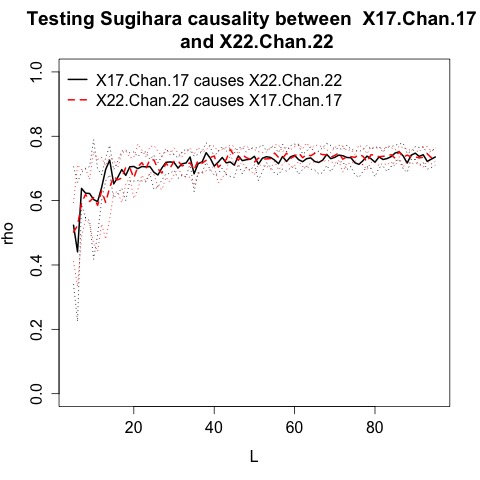 Testing Sugihara causality between X17.Chan.17
and X22.Chan.22
X17.Chan.17 causes X22.Chan.22
X22.Chan.22 causes X17.Chan.17
1.0
0.8
0.6
0.4
0.2
0.0
rho
20 40 60 80
L